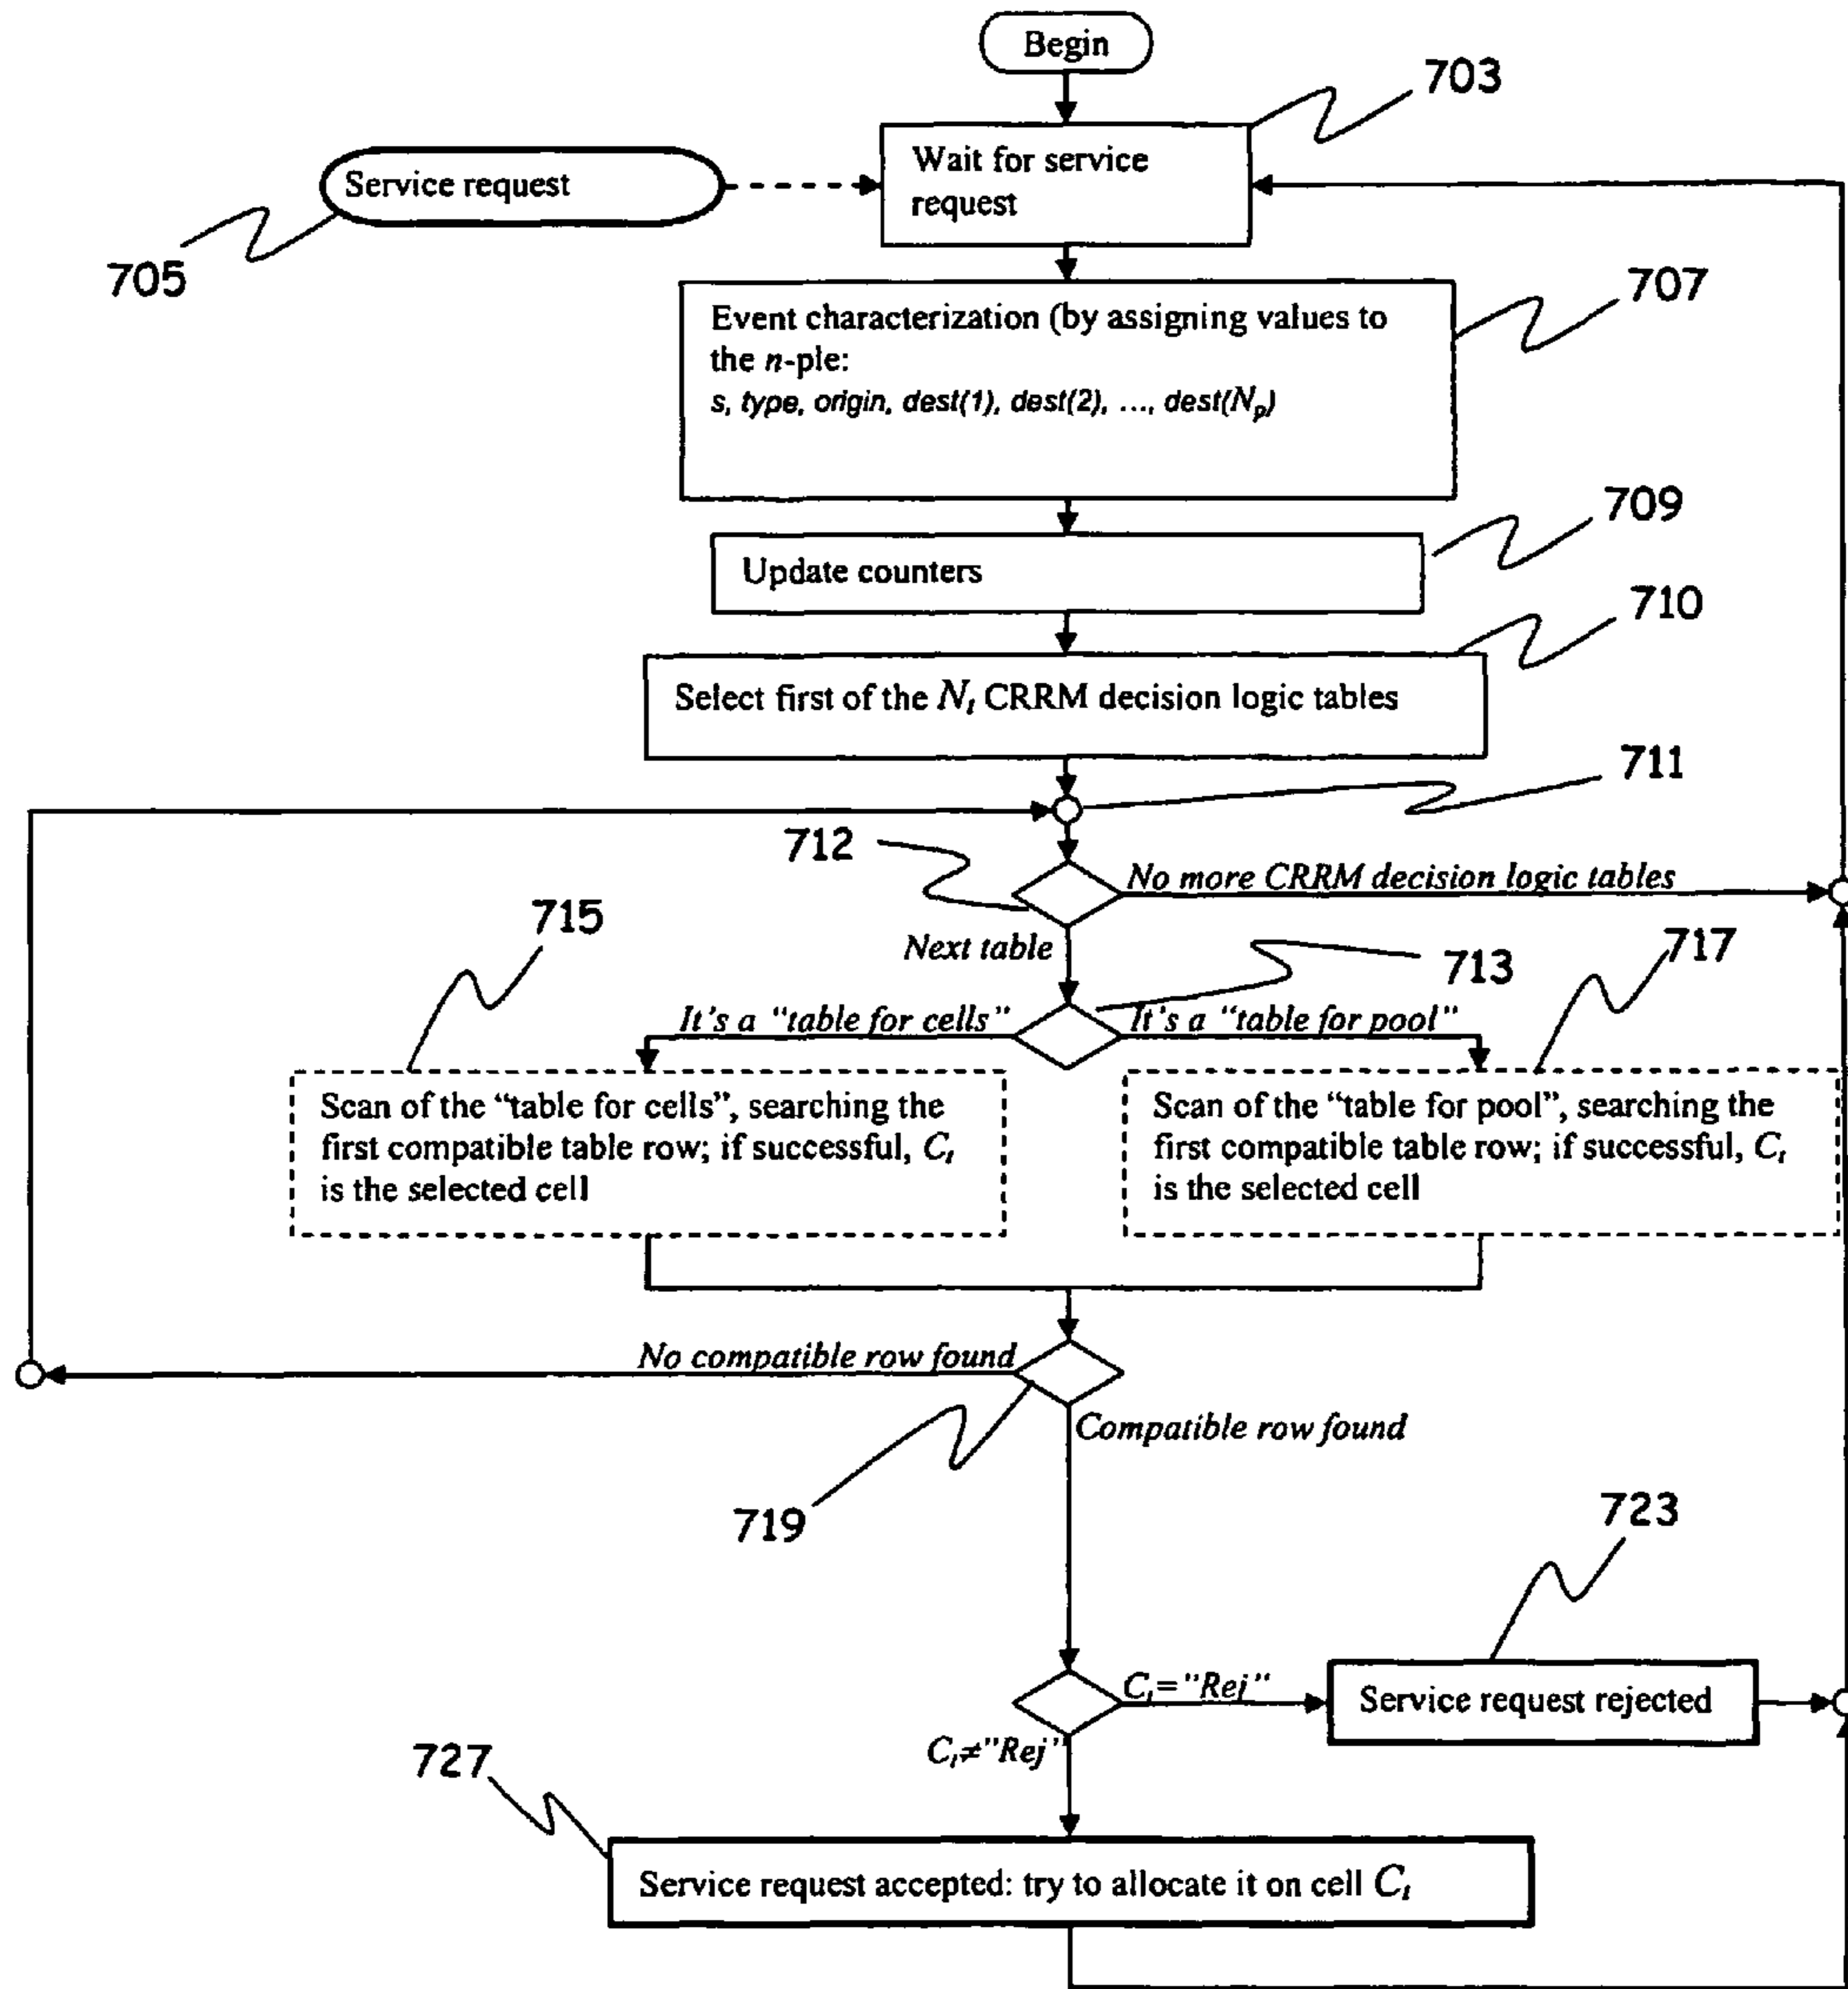 Begin
703
Service request
Wait for service
request
705
707
Event characterization (by assigning values to
the n-ple:
s, type, origin, dest(1), dest(2), ..., dest(Np)
709
Update counters
710
Select first of the Nt CRRM decision logic tables
711
712
No more CRRM decision logic tables
Next table
715
713
717
It's a "table for cells"
It's a "table for pool"
Scan of the "table for cells", searching the
first compatible table row; if successful, Ct
is the selected cell
Scan of the "table for pool", searching the
first compatible table row; if successful, Ct
is the selected cell
No compatible row found
Compatible row found
719
723
Ct="Rej"
Service request rejected
Ct≠"Rej"
727
Service request accepted: try to allocate it on cell Ct